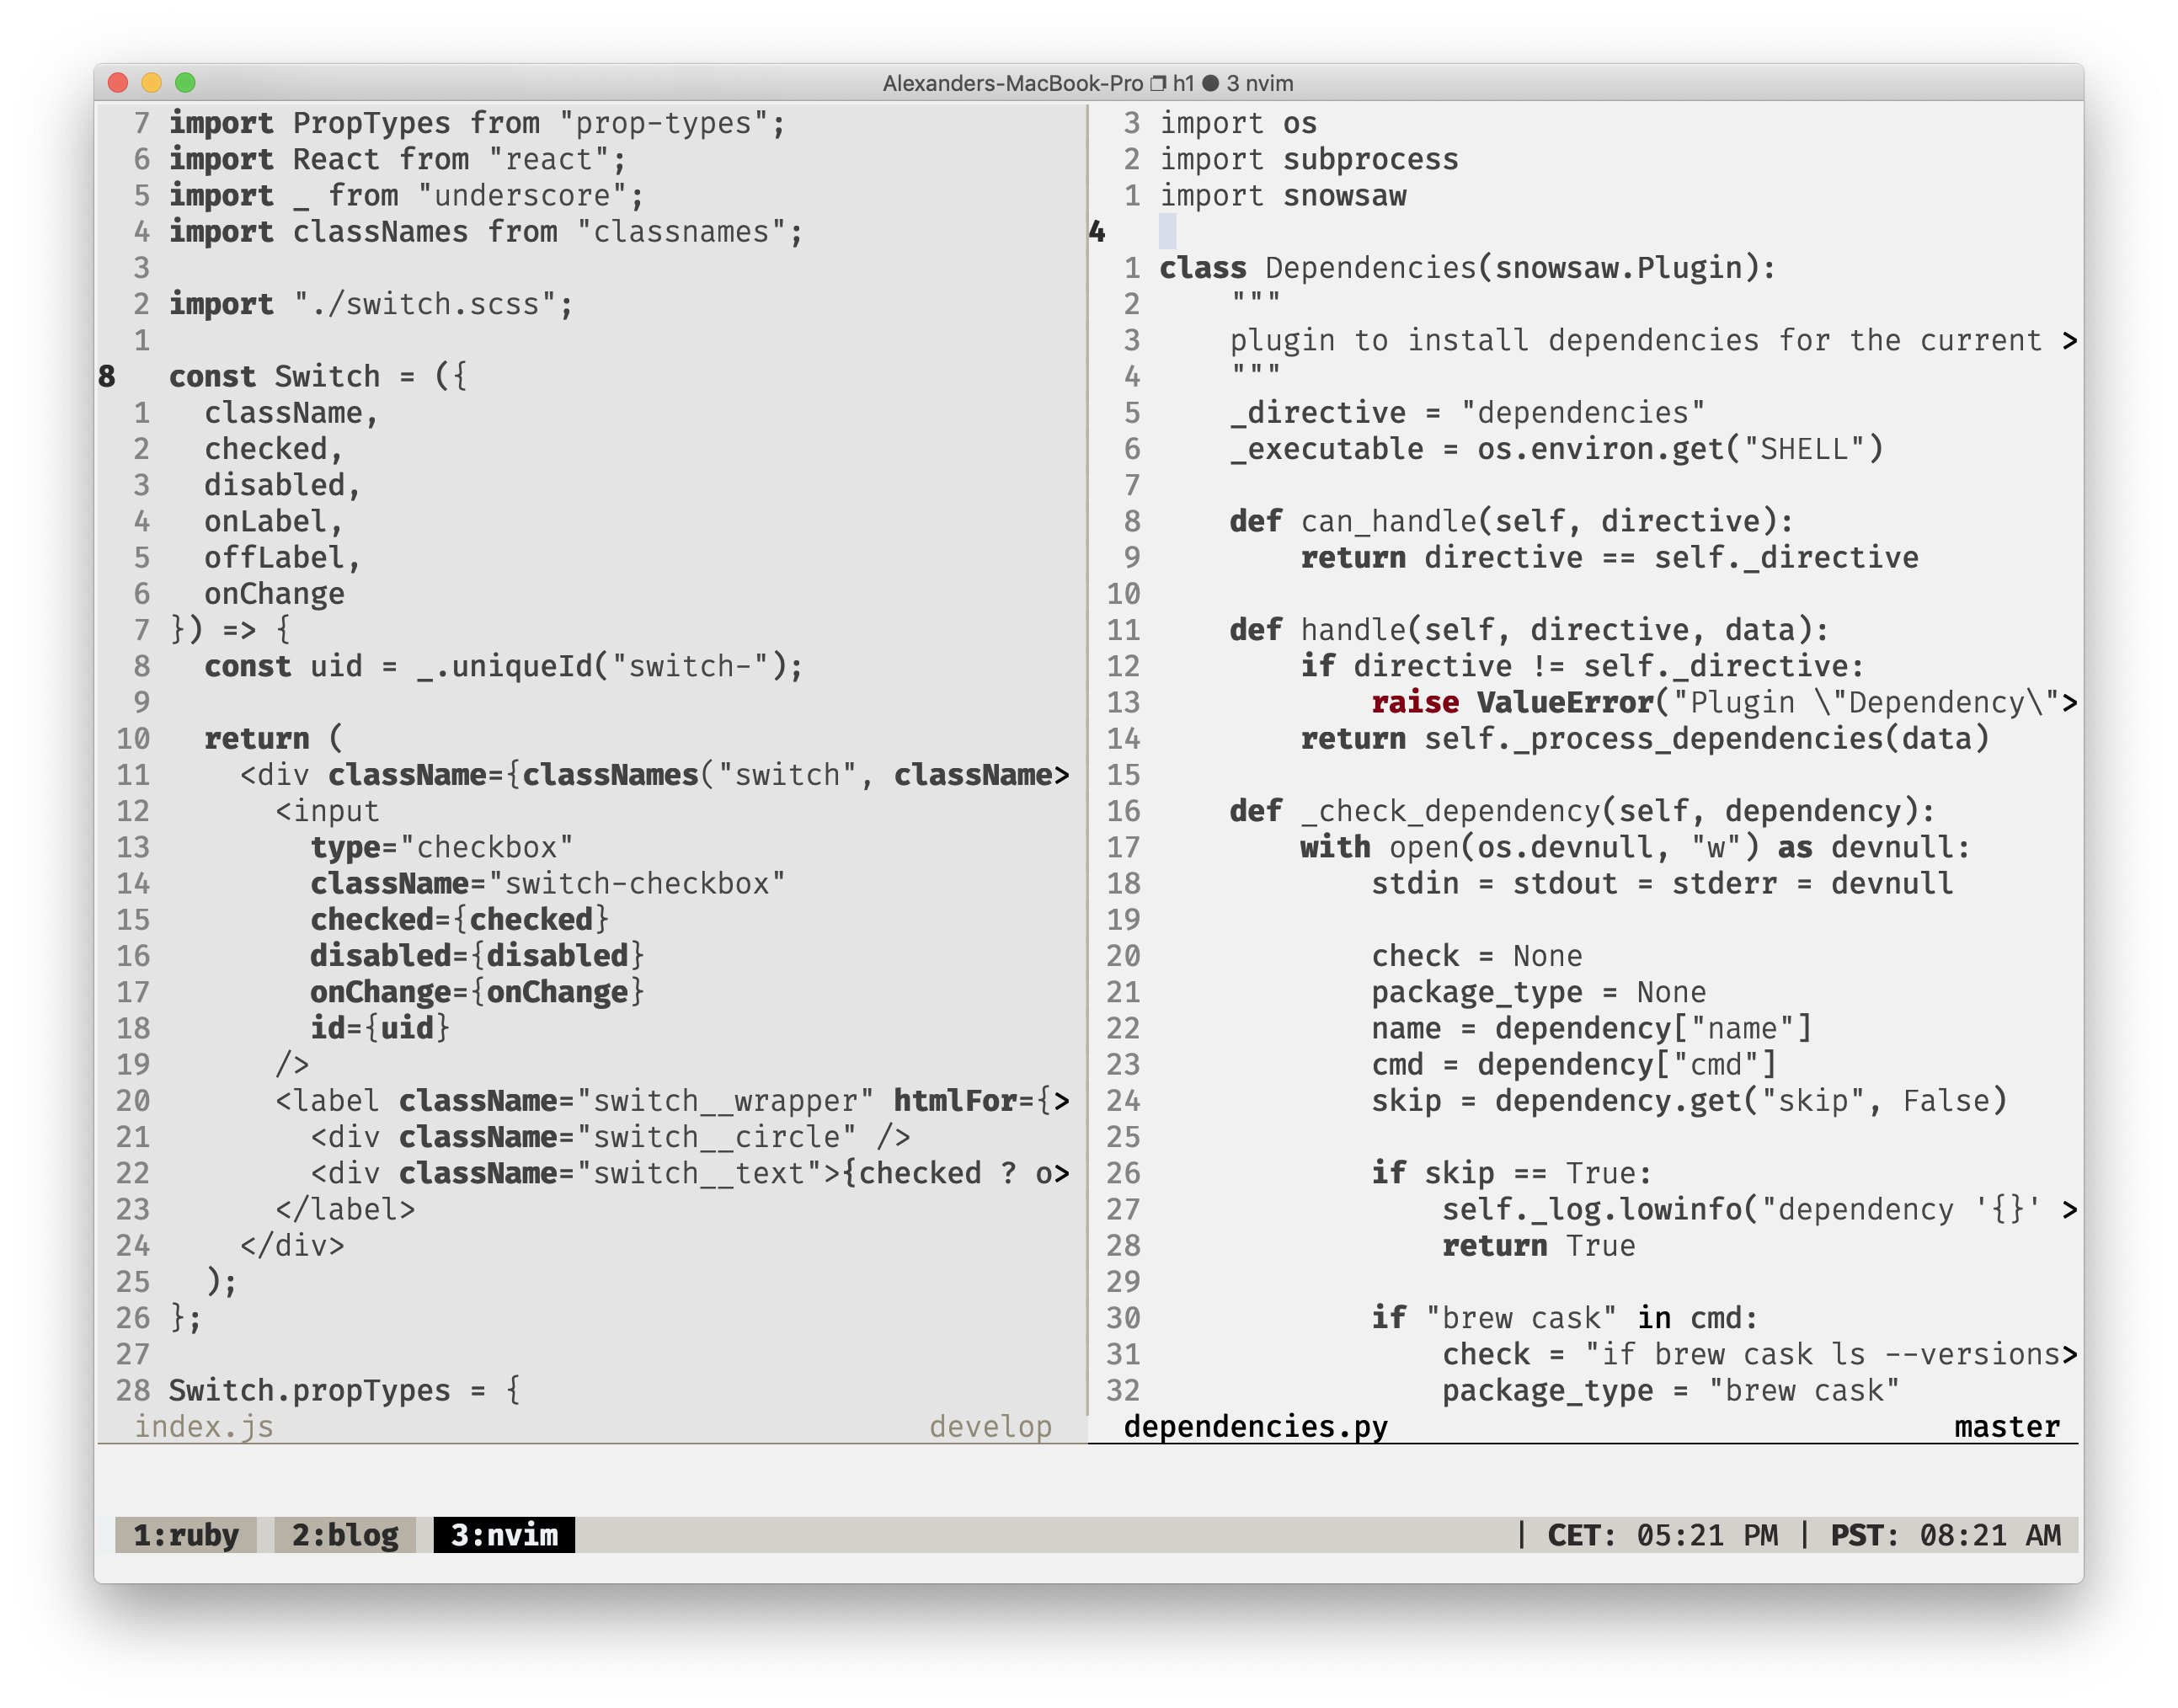 Alexanders-MacBook-Pro ❐ h1 ● 3 nvim
7 import PropTypes from "prop-types";
6 import React from "react";
5 import _ from "underscore";
4 import classNames from "classnames";
3
2 import "./switch.scss";
1
8 const Switch = ({
1   className,
2   checked,
3   disabled,
4   onLabel,
5   offLabel,
6   onChange
7 }) => {
8   const uid = _.uniqueId("switch-");
9
10   return (
11     <div className={classNames("switch", className>
12       <input
13         type="checkbox"
14         className="switch-checkbox"
15         checked={checked}
16         disabled={disabled}
17         onChange={onChange}
18         id={uid}
19       />
20       <label className="switch__wrapper" htmlFor={>
21         <div className="switch__circle" />
22         <div className="switch__text">{checked ? o>
23       </label>
24     </div>
25   );
26 };
27
28 Switch.propTypes = {
index.js develop
3 import os
2 import subprocess
1 import snowsaw
4
1 class Dependencies(snowsaw.Plugin):
2     """
3     plugin to install dependencies for the current >
4     """
5     _directive = "dependencies"
6     _executable = os.environ.get("SHELL")
7
8     def can_handle(self, directive):
9         return directive == self._directive
10
11     def handle(self, directive, data):
12         if directive != self._directive:
13             raise ValueError("Plugin \"Dependency\">
14         return self._process_dependencies(data)
15
16     def _check_dependency(self, dependency):
17         with open(os.devnull, "w") as devnull:
18             stdin = stdout = stderr = devnull
19
20             check = None
21             package_type = None
22             name = dependency["name"]
23             cmd = dependency["cmd"]
24             skip = dependency.get("skip", False)
25
26             if skip == True:
27                 self._log.lowinfo("dependency '{}' >
28                 return True
29
30             if "brew cask" in cmd:
31                 check = "if brew cask ls --versions>
32                 package_type = "brew cask"
dependencies.py master
1:ruby 2:blog 3:nvim | CET: 05:21 PM | PST: 08:21 AM